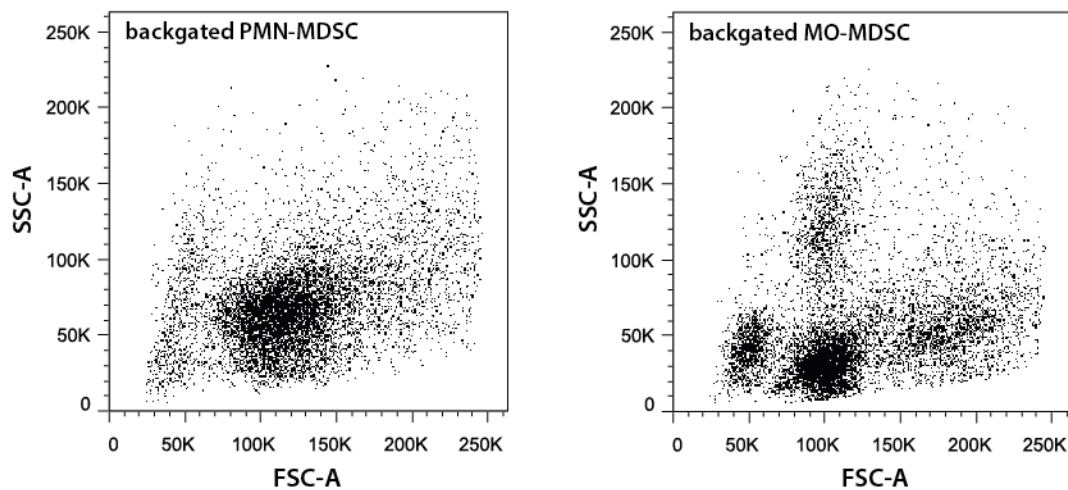 backgated PMN-MDSC
250K
200K
150K
100K
50K
0
SSC-A
0 50K 100K 150K 200K 250K
FSC-A
backgated MO-MDSC
250K
200K
150K
100K
50K
0
SSC-A
0 50K 100K 150K 200K 250K
FSC-A